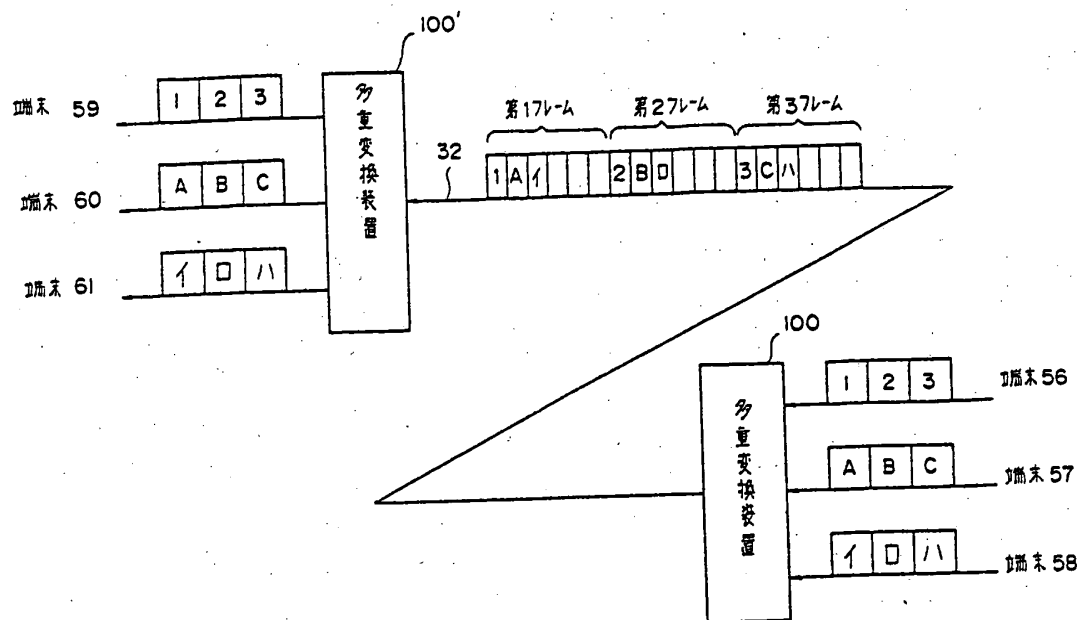 100'
端末 59
1 2 3
端末 60
A B C
端末 61
イ ロ ハ
多重変換装置
32
第1フレーム 第2フレーム 第3フレーム
1 A イ 2 B ロ 3 C ハ
100
多重変換装置
1 2 3
端末 56
A B C
端末 57
イ ロ ハ
端末 58